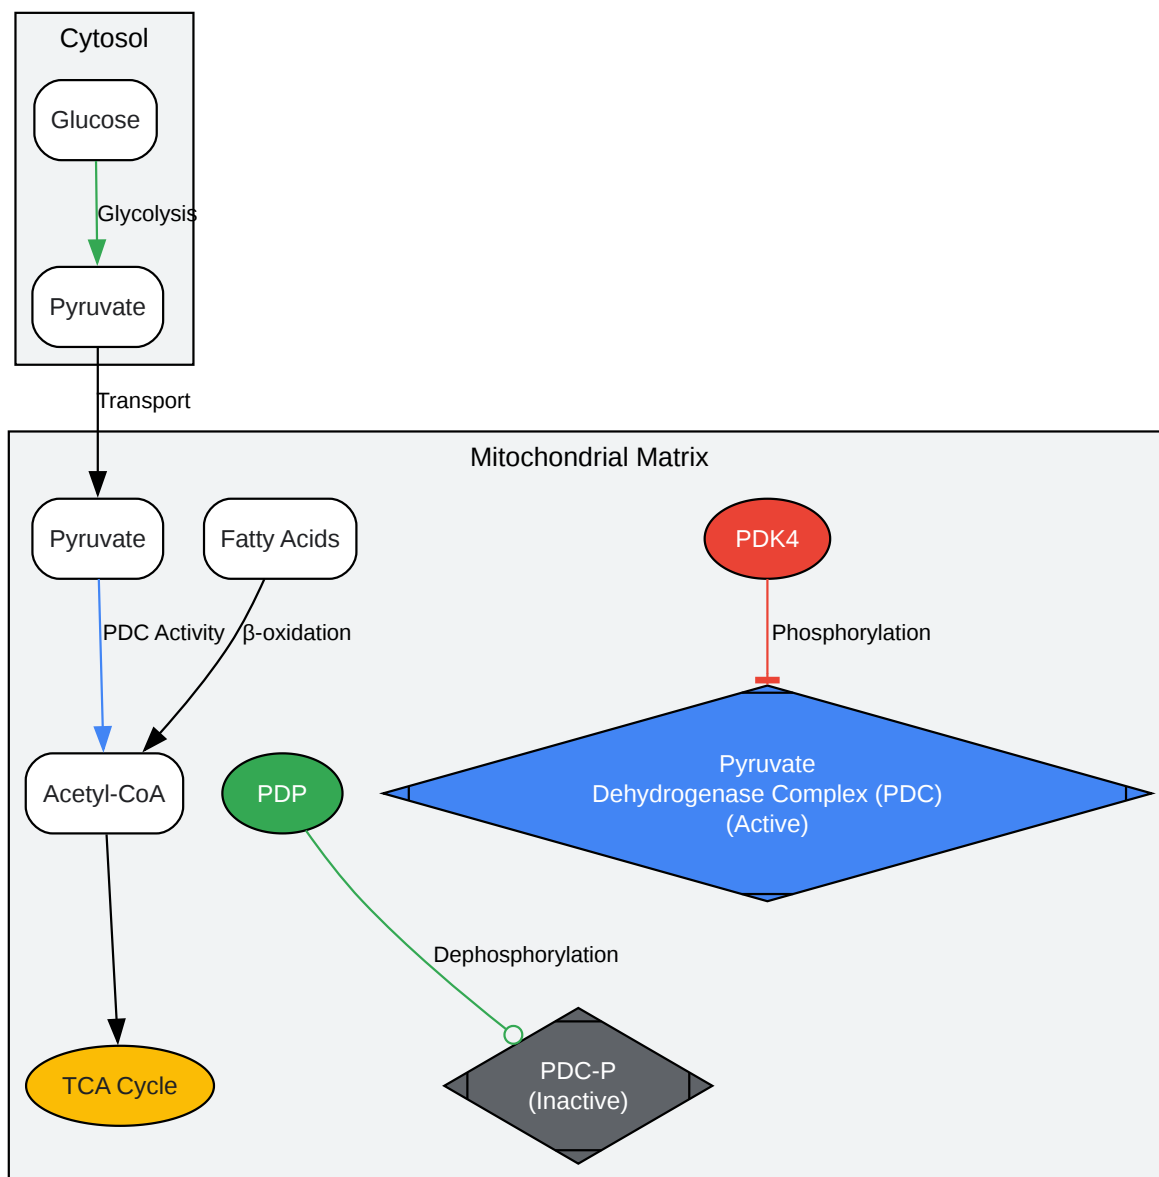 Cytosol
Glucose
Glycolysis
Pyruvate
Transport
Mitochondrial Matrix
Pyruvate
Fatty Acids
PDK4
PDC Activity
β-oxidation
Phosphorylation
Acetyl-CoA
PDP
Pyruvate
Dehydrogenase Complex (PDC)
(Active)
Dephosphorylation
TCA Cycle
PDC-P
(Inactive)